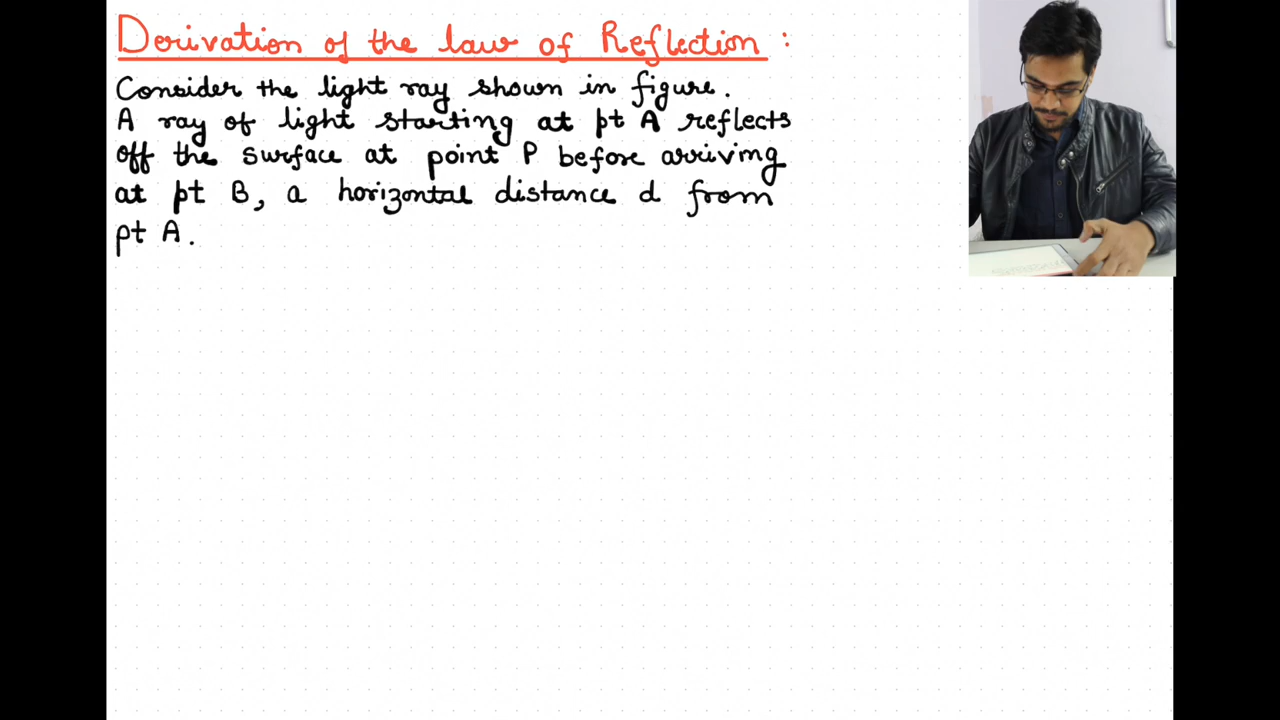 Derivation of the law of Reflection :
Consider the light ray shown in figure.
A ray of light starting at pt A reflects
off the surface at point P before arriving
at pt B, a horizontal distance d from
pt A.